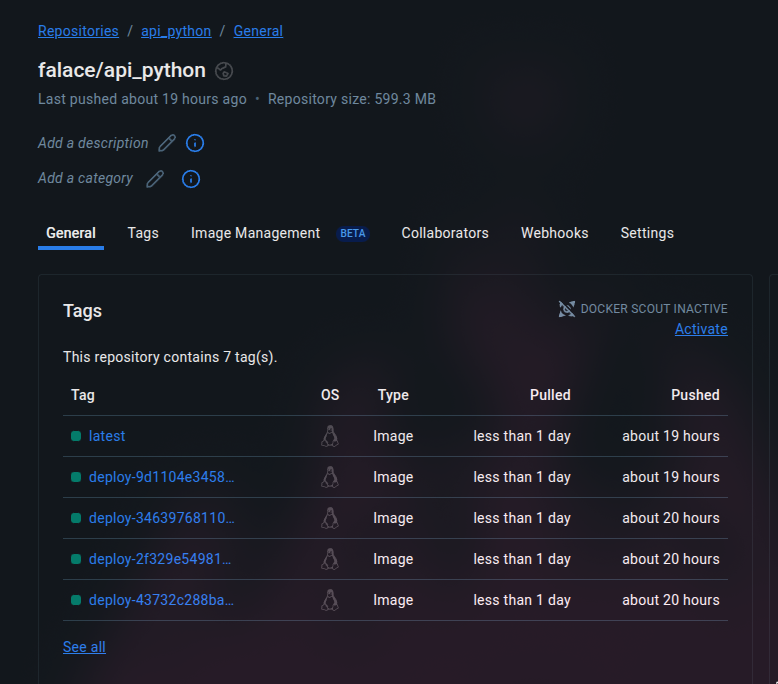 Repositories / api_python / General
falace/api_python
Last pushed about 19 hours ago • Repository size: 599.3 MB
Add a description
Add a category
General Tags Image Management BETA Collaborators Webhooks Settings
Tags
DOCKER SCOUT INACTIVE
Activate
This repository contains 7 tag(s).
Tag OS Type Pulled Pushed
latest Image less than 1 day about 19 hours
deploy-9d1104e3458... Image less than 1 day about 19 hours
deploy-34639768110... Image less than 1 day about 20 hours
deploy-2f329e54981... Image less than 1 day about 20 hours
deploy-43732c288ba... Image less than 1 day about 20 hours
See all